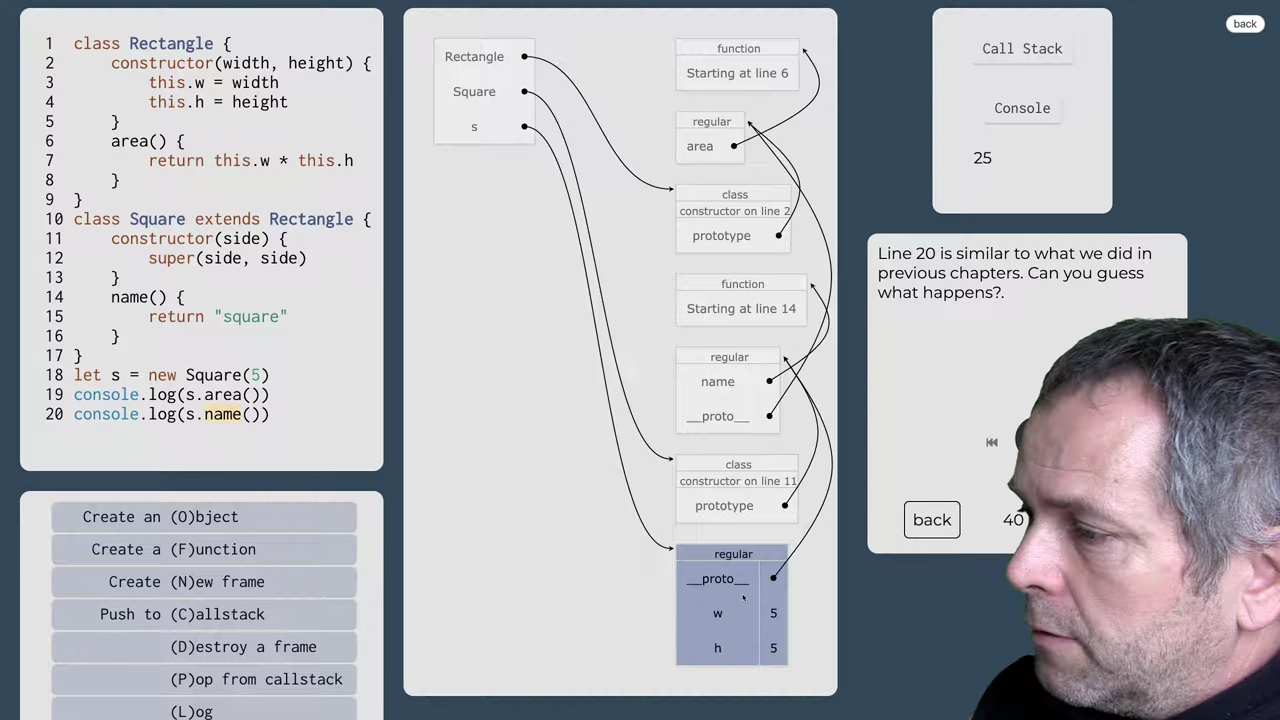 back
1 class Rectangle {
2 constructor(width, height) {
3 this.w = width
4 this.h = height
5 }
6 area() {
7 return this.w * this.h
8 }
9 }
10 class Square extends Rectangle {
11 constructor(side) {
12 super(side, side)
13 }
14 name() {
15 return "square"
16 }
17 }
18 let s = new Square(5)
19 console.log(s.area())
20 console.log(s.name())
Create an (O)bject
Create a (F)unction
Create (N)ew frame
Push to (C)allstack
(D)estroy a frame
(P)op from callstack
(L)og
Rectangle
Square
s
function
Starting at line 6
regular
area
class
constructor on line 2
prototype
function
Starting at line 14
regular
name
__proto__
class
constructor on line 11
prototype
regular
__proto__
w 5
h 5
Call Stack
Console
25
Line 20 is similar to what we did in
previous chapters. Can you guess
what happens?.
back
40